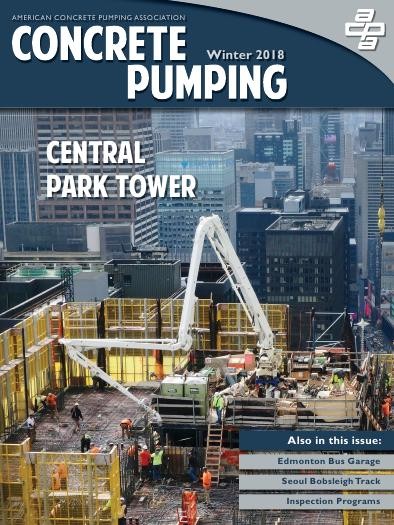 AMERICAN CONCRETE PUMPING ASSOCIATION
CONCRETE
Winter 2018
PUMPING
acpa
CENTRAL
PARK TOWER
Also in this issue:
Edmonton Bus Garage
Seoul Bobsleigh Track
Inspection Programs